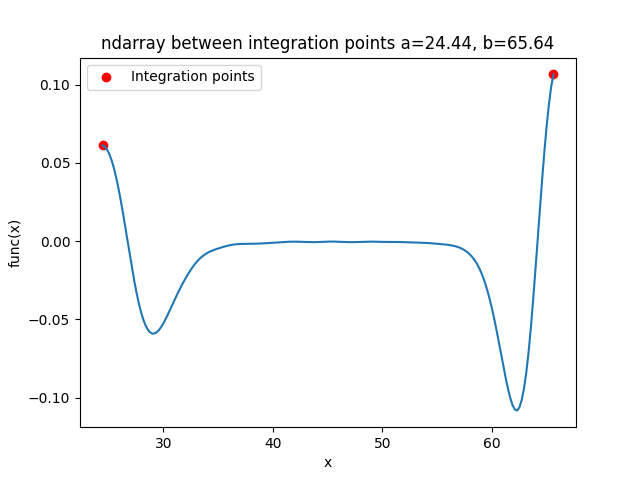 ndarray between integration points a=24.44, b=65.64
Integration points
0.10
0.05
0.00
−0.05
−0.10
func(x)
30 40 50 60
x